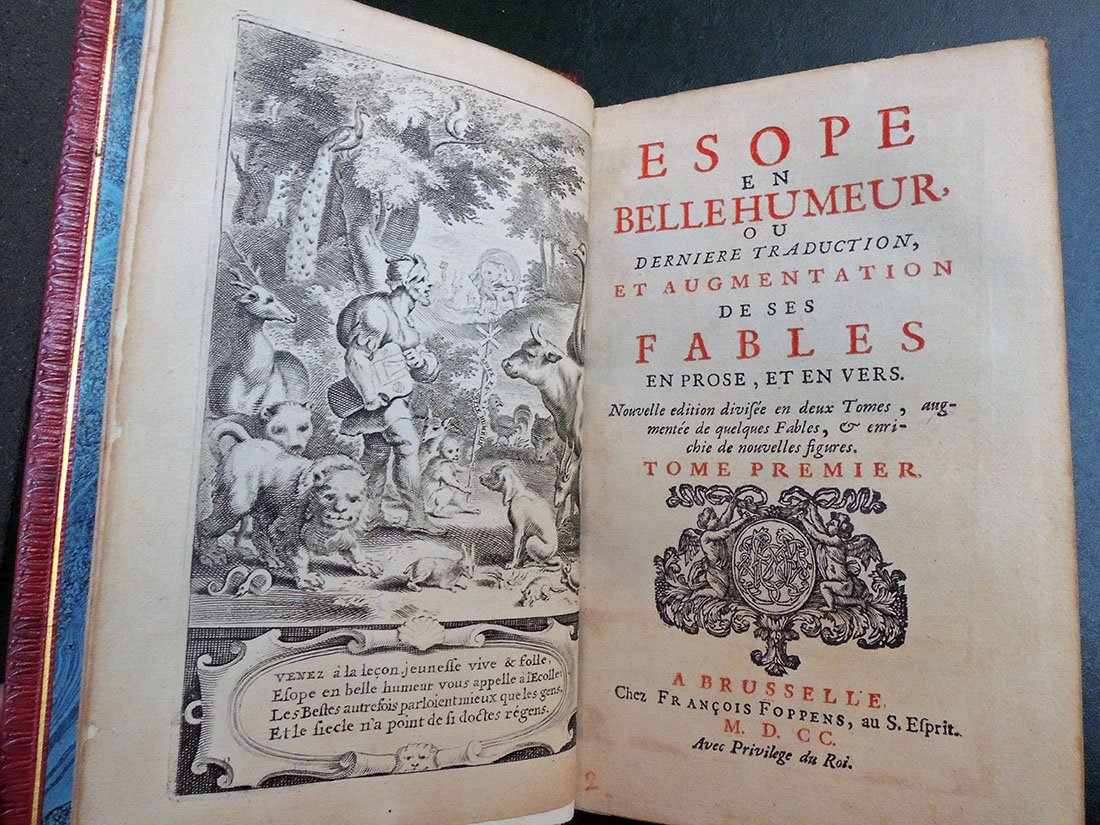 VENEZ à la leçon, jeunesse vive & folle,
Esope en belle humeur vous appelle à l'Ecolle;
Les Bestes autrefois parloient mieux que les gens,
Et le siecle n'a point de si doctes régens.
ESOPE
EN
BELLE HUMEUR,
OU
DERNIERE TRADUCTION,
ET AUGMENTATION
DE SES
FABLES
EN PROSE, ET EN VERS.
Nouvelle edition divisée en deux Tomes, aug-
mentée de quelques Fables, & enri-
chie de nouvelles figures.
TOME PREMIER.
A BRUSSELLE,
Chez FRANÇOIS FOPPENS, au S. Esprit.
M. D. CC.
Avec Privilege du Roi.
2